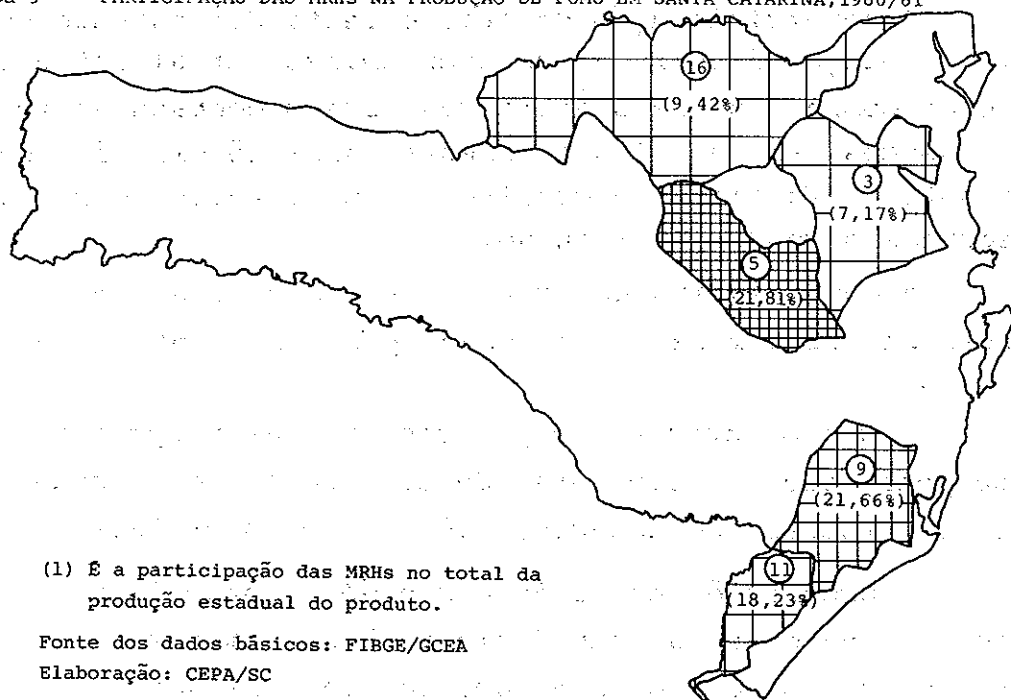 PARTICIPAÇÃO DAS MRHs NA PRODUÇÃO DE FUMO EM SANTA CATARINA, 1980/81
16
(9,42%)
3
(7,17%)
5
(21,81%)
9
(21,66%)
11
(18,23%)
(1) É a participação das MRHs no total da
produção estadual do produto.
Fonte dos dados básicos: FIBGE/GCEA
Elaboração: CEPA/SC